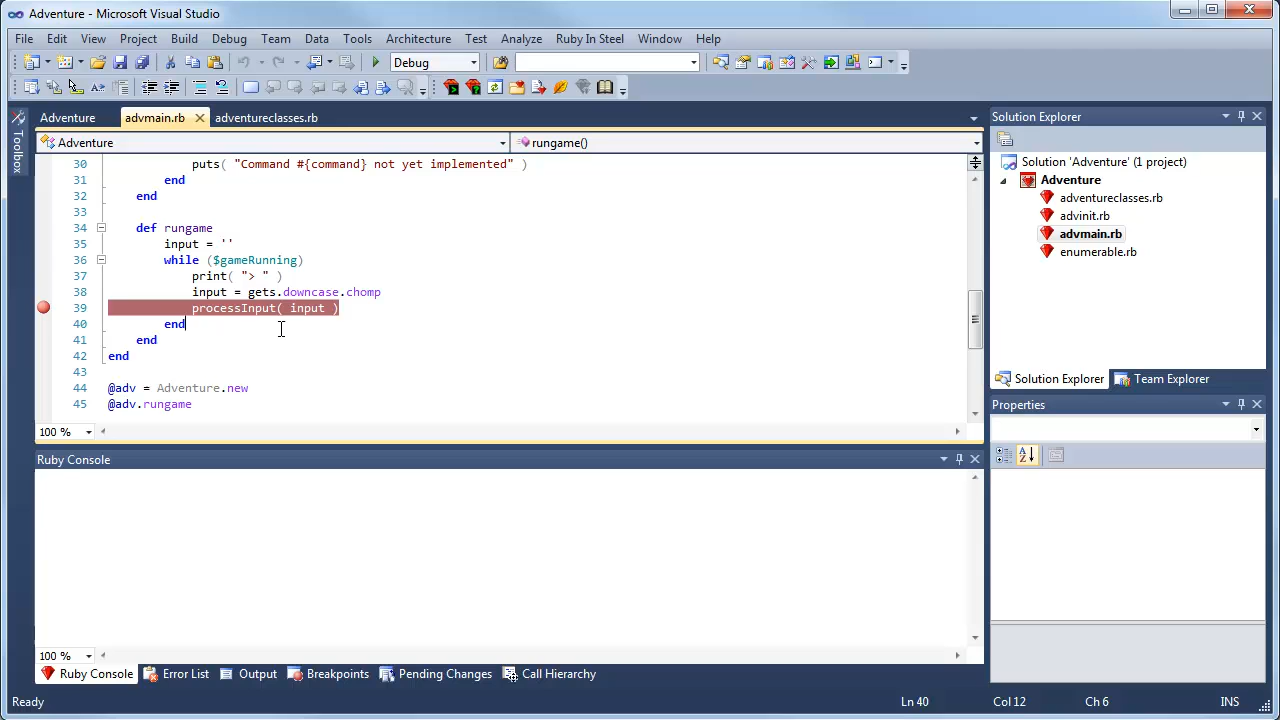 Adventure - Microsoft Visual Studio
File Edit View Project Build Debug Team Data Tools Architecture Test Analyze Ruby In Steel Window Help
Debug
Toolbox
Adventure advmain.rb adventureclasses.rb
Adventure rungame()
30 puts( "Command #{command} not yet implemented" )
31 end
32 end
33
34 def rungame
35 input = ''
36 while ($gameRunning)
37 print( "> " )
38 input = gets.downcase.chomp
39 processInput( input )
40 end
41 end
42 end
43
44 @adv = Adventure.new
45 @adv.rungame
100 %
Ruby Console
100 %
Ruby Console Error List Output Breakpoints Pending Changes Call Hierarchy
Solution Explorer
Solution 'Adventure' (1 project)
Adventure
adventureclasses.rb
advinit.rb
advmain.rb
enumerable.rb
Solution Explorer Team Explorer
Properties
Ready Ln 40 Col 12 Ch 6 INS